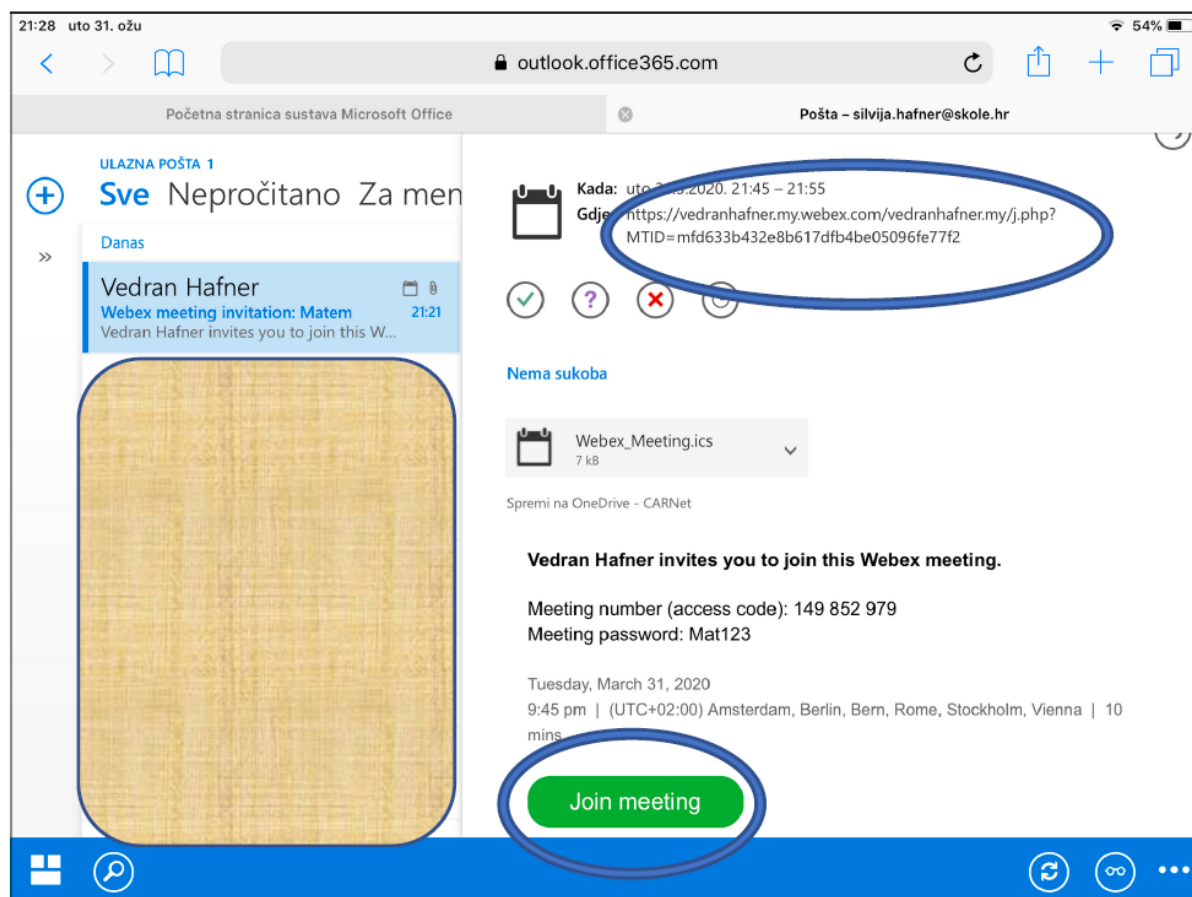 21:28 uto 31. ožu
54%
outlook.office365.com
Početna stranica sustava Microsoft Office
Pošta – silvija.hafner@skole.hr
ULAZNA POŠTA 1
Sve Nepročitano Za men
Danas
Vedran Hafner
Webex meeting invitation: Matem 21:21
Vedran Hafner invites you to join this W...
Kada: uto .2020. 21:45 – 21:55
Gdje https://vedranhafner.my.webex.com/vedranhafner.my/j.php?
MTID=mfd633b432e8b617dfb4be05096fe77f2
Nema sukoba
Webex_Meeting.ics
7 kB
Spremi na OneDrive - CARNet
Vedran Hafner invites you to join this Webex meeting.
Meeting number (access code): 149 852 979
Meeting password: Mat123
Tuesday, March 31, 2020
9:45 pm | (UTC+02:00) Amsterdam, Berlin, Bern, Rome, Stockholm, Vienna | 10
mins
Join meeting